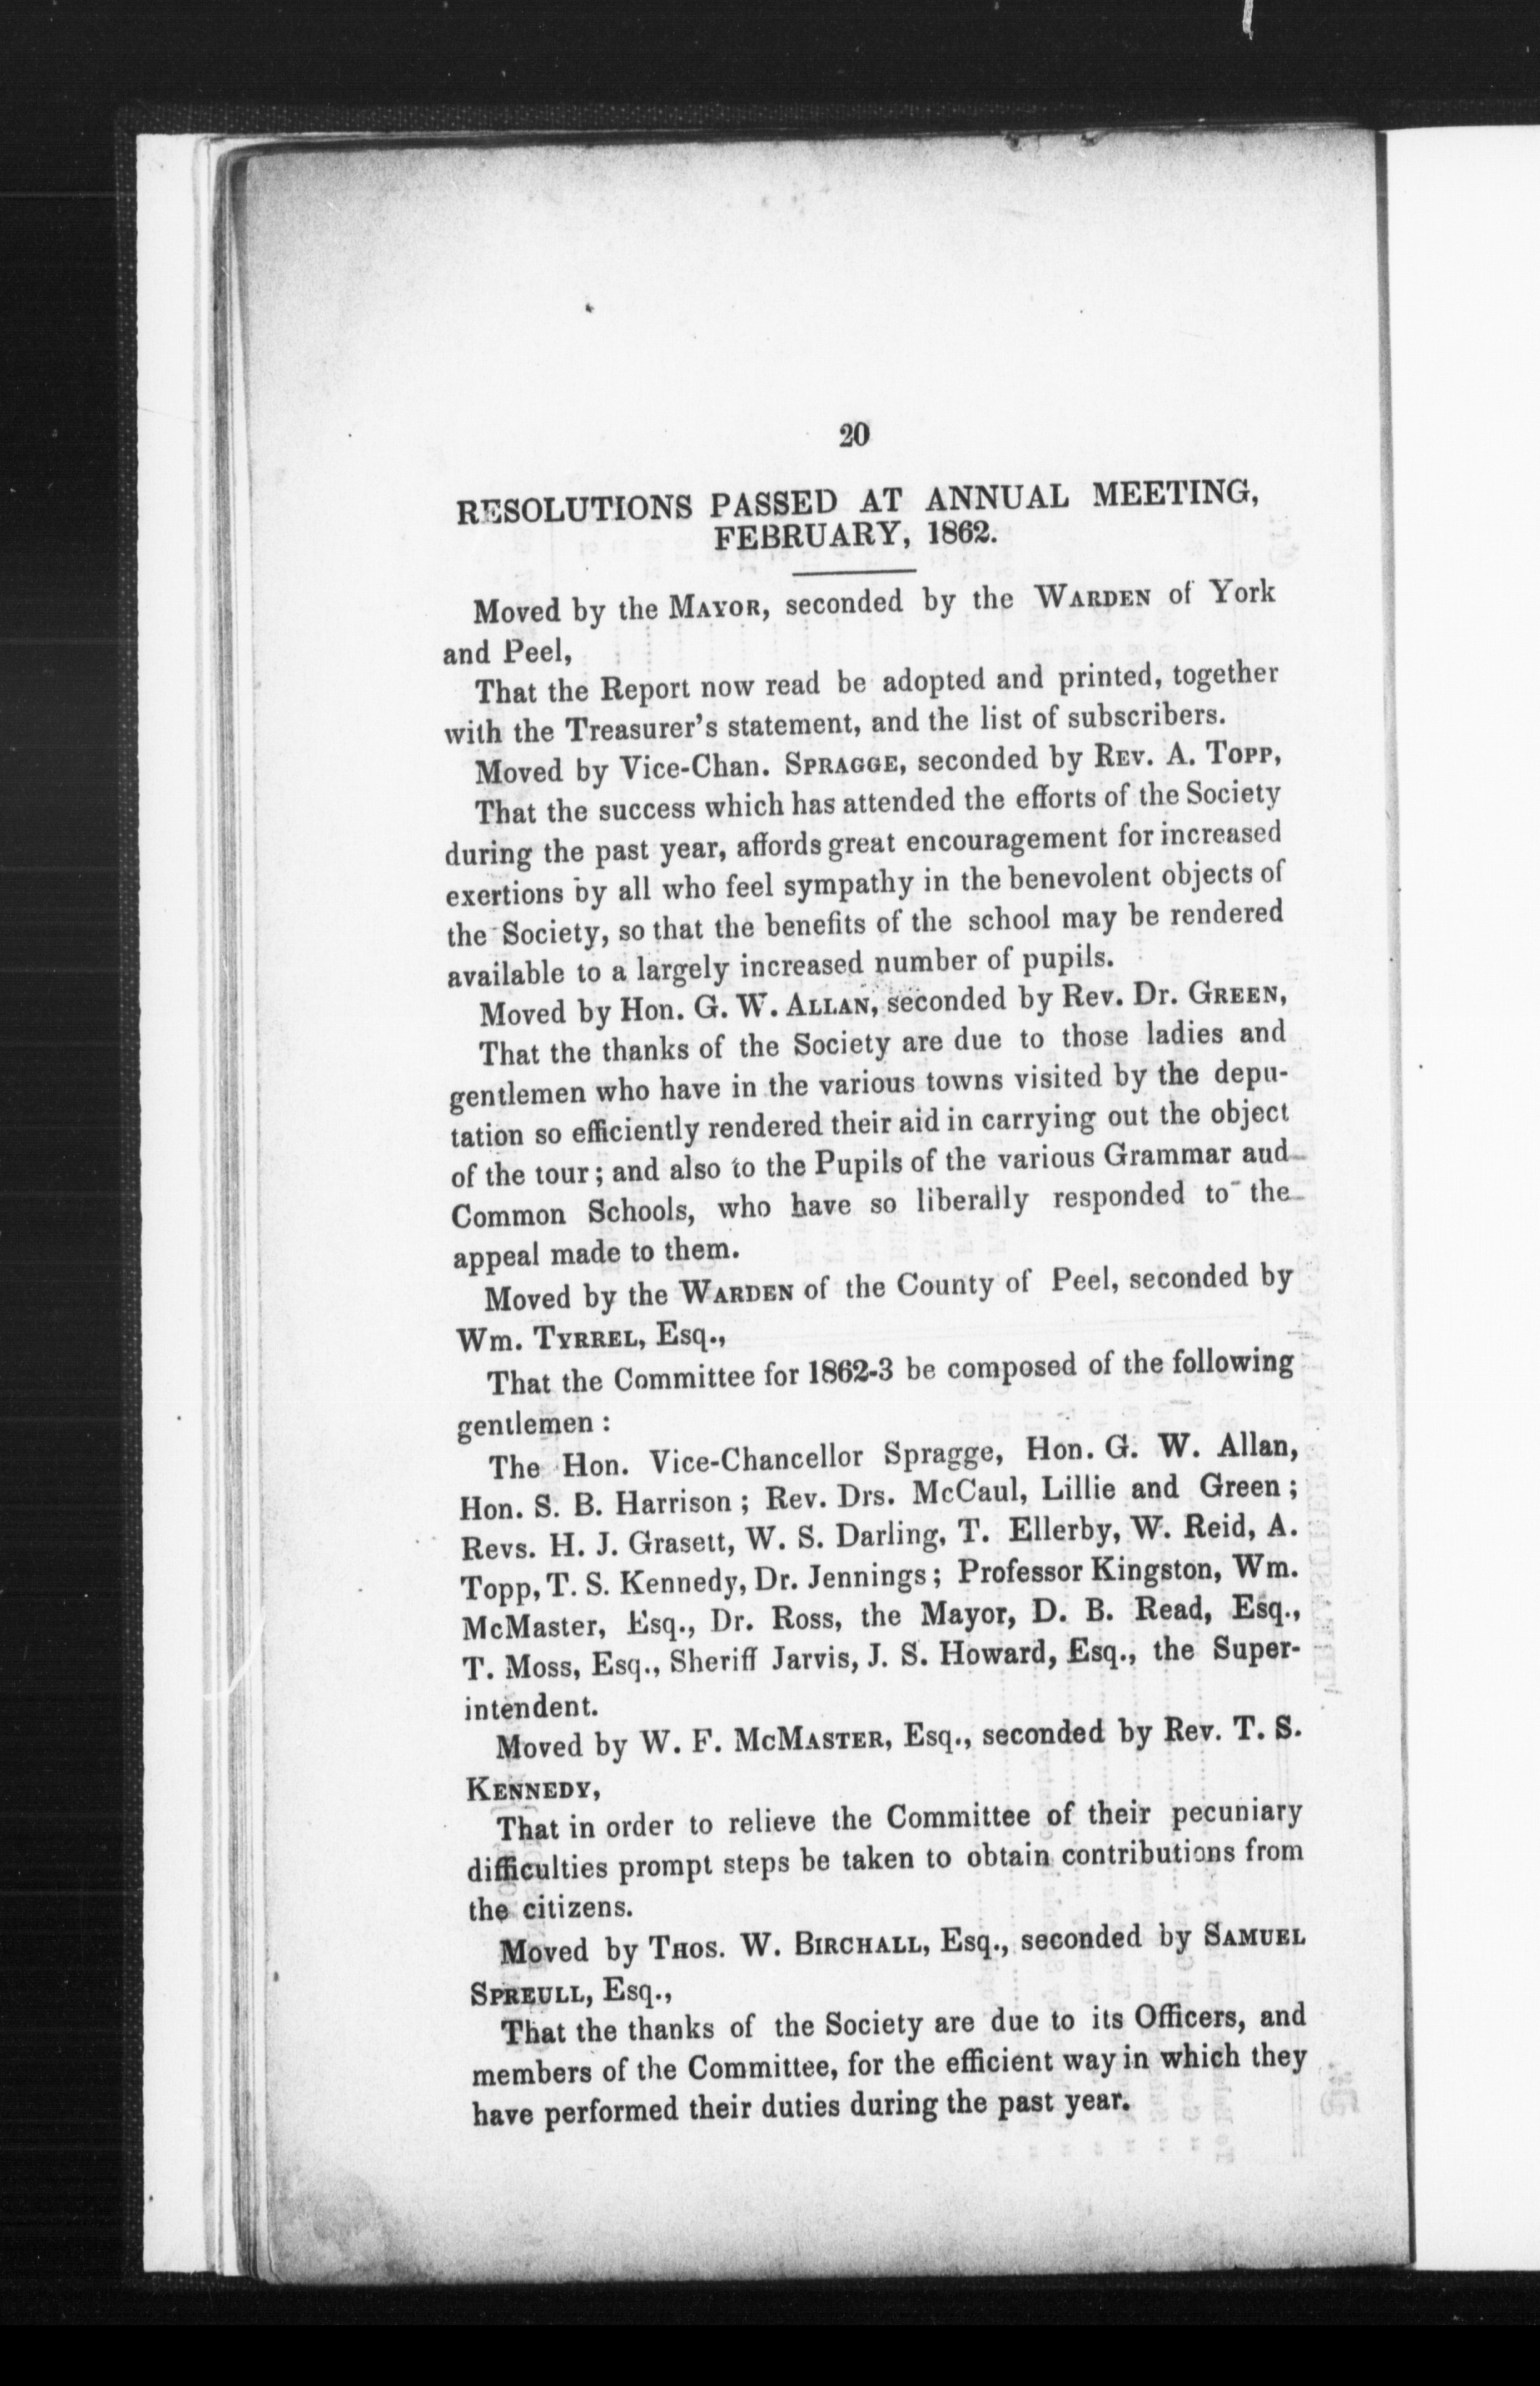 20
RESOLUTIONS PASSED AT ANNUAL MEETING,
FEBRUARY, 1862.
Moved by the MAYOR, seconded by the WARDEN of York
and Peel,
That the Report now read be adopted and printed, together
with the Treasurer's statement, and the list of subscribers.
Moved by Vice-Chan. SPRAGGE, seconded by REV. A. TOPP,
That the success which has attended the efforts of the Society
during the past year, affords great encouragement for increased
exertions by all who feel sympathy in the benevolent objects of
the Society, so that the benefits of the school may be rendered
available to a largely increased number of pupils.
Moved by Hon. G. W. ALLAN, seconded by Rev. Dr. GREEN,
That the thanks of the Society are due to those ladies and
gentlemen who have in the various towns visited by the depu-
tation so efficiently rendered their aid in carrying out the object
of the tour; and also to the Pupils of the various Grammar aud
Common Schools, who have so liberally responded to the
appeal made to them.
Moved by the WARDEN of the County of Peel, seconded by
Wm. TYRREL, Esq.,
That the Committee for 1862-3 be composed of the following
gentlemen :
The Hon. Vice-Chancellor Spragge, Hon. G. W. Allan,
Hon. S. B. Harrison ; Rev. Drs. McCaul, Lillie and Green ;
Revs. H. J. Grasett, W. S. Darling, T. Ellerby, W. Reid, A.
Topp, T. S. Kennedy, Dr. Jennings ; Professor Kingston, Wm.
McMaster, Esq., Dr. Ross, the Mayor, D. B. Read, Esq.,
T. Moss, Esq., Sheriff Jarvis, J. S. Howard, Esq., the Super-
intendent.
Moved by W. F. MCMASTER, Esq., seconded by Rev. T. S.
KENNEDY,
That in order to relieve the Committee of their pecuniary
difficulties prompt steps be taken to obtain contributions from
the citizens.
Moved by THOS. W. BIRCHALL, Esq., seconded by SAMUEL
SPREULL, Esq.,
That the thanks of the Society are due to its Officers, and
members of the Committee, for the efficient way in which they
have performed their duties during the past year.